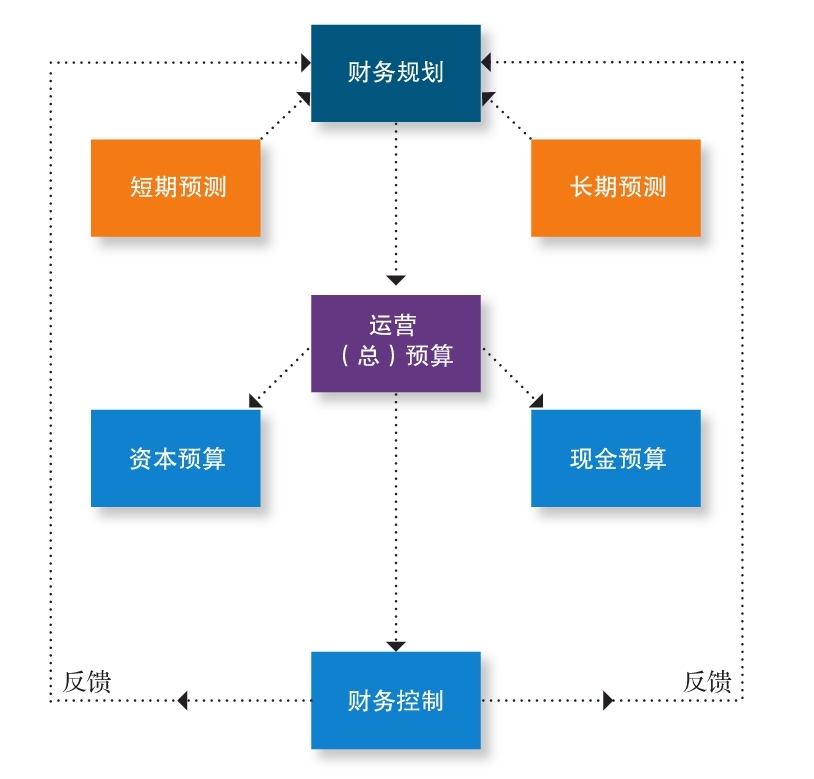 财务规划
短期预测
长期预测
运营
（总）预算
资本预算
现金预算
反馈
反馈
财务控制